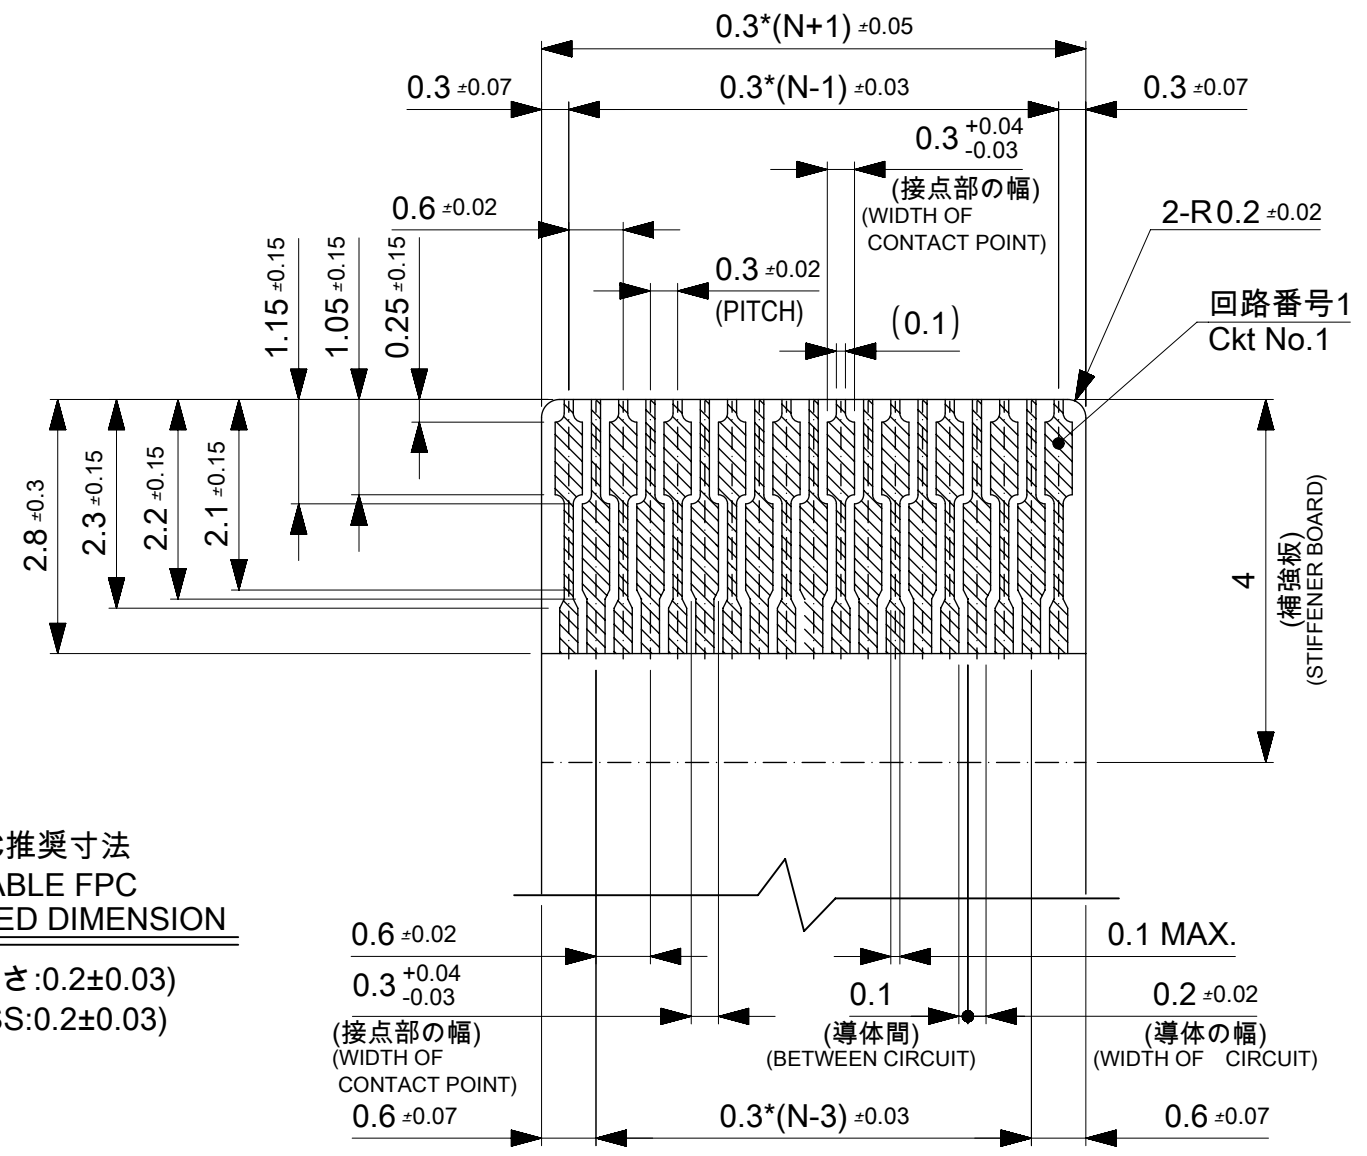 0.3*(N+1) ±0.05
0.3 ±0.07
0.3*(N-1) ±0.03
0.3 ±0.07
0.3 +0.04 -0.03
(接点部の幅)
(WIDTH OF
CONTACT POINT)
0.6 ±0.02
2-R0.2 ±0.02
1.15 ±0.15
1.05 ±0.15
0.25 ±0.15
0.3 ±0.02
(PITCH)
(0.1)
回路番号1
Ckt No.1
2.8 ±0.3
2.3 ±0.15
2.2 ±0.15
2.1 ±0.15
4
(補強板)
(STIFFENER BOARD)
推奨寸法
ABLE FPC
ED DIMENSION
さ:0.2±0.03)
SS:0.2±0.03)
0.6 ±0.02
0.3 +0.04 -0.03
(接点部の幅)
(WIDTH OF
CONTACT POINT)
0.1 MAX.
0.1
(導体間)
(BETWEEN CIRCUIT)
0.2 ±0.02
(導体の幅)
(WIDTH OF CIRCUIT)
0.6 ±0.07
0.3*(N-3) ±0.03
0.6 ±0.07